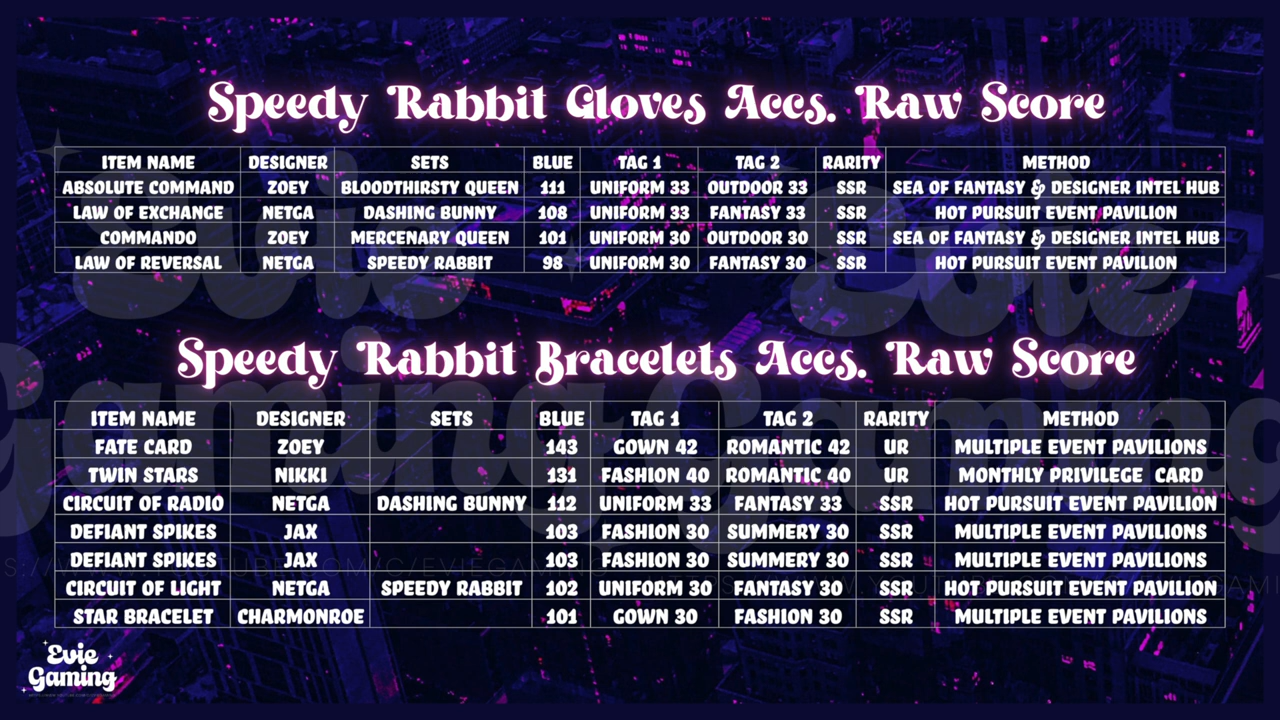 Speedy Rabbit Gloves Accs. Raw Score
ITEM NAME DESIGNER SETS BLUE TAG 1 TAG 2 RARITY METHOD
ABSOLUTE COMMAND ZOEY BLOODTHIRSTY QUEEN 111 UNIFORM 33 OUTDOOR 33 SSR SEA OF FANTASY & DESIGNER INTEL HUB
LAW OF EXCHANGE NETGA DASHING BUNNY 108 UNIFORM 33 FANTASY 33 SSR HOT PURSUIT EVENT PAVILION
COMMANDO ZOEY MERCENARY QUEEN 101 UNIFORM 30 OUTDOOR 30 SSR SEA OF FANTASY & DESIGNER INTEL HUB
LAW OF REVERSAL NETGA SPEEDY RABBIT 98 UNIFORM 30 FANTASY 30 SSR HOT PURSUIT EVENT PAVILION
Evie Evie
Gaming Gaming
Speedy Rabbit Bracelets Accs. Raw Score
ITEM NAME DESIGNER SETS BLUE TAG 1 TAG 2 RARITY METHOD
FATE CARD ZOEY 143 GOWN 42 ROMANTIC 42 UR MULTIPLE EVENT PAVILIONS
TWIN STARS NIKKI 131 FASHION 40 ROMANTIC 40 UR MONTHLY PRIVILEGE CARD
CIRCUIT OF RADIO NETGA DASHING BUNNY 112 UNIFORM 33 FANTASY 33 SSR HOT PURSUIT EVENT PAVILION
DEFIANT SPIKES JAX 103 FASHION 30 SUMMERY 30 SSR MULTIPLE EVENT PAVILIONS
DEFIANT SPIKES JAX 103 FASHION 30 SUMMERY 30 SSR MULTIPLE EVENT PAVILIONS
CIRCUIT OF LIGHT NETGA SPEEDY RABBIT 102 UNIFORM 30 FANTASY 30 SSR HOT PURSUIT EVENT PAVILION
STAR BRACELET CHARMONROE 101 GOWN 30 FASHION 30 SSR MULTIPLE EVENT PAVILIONS
Evie
Gaming